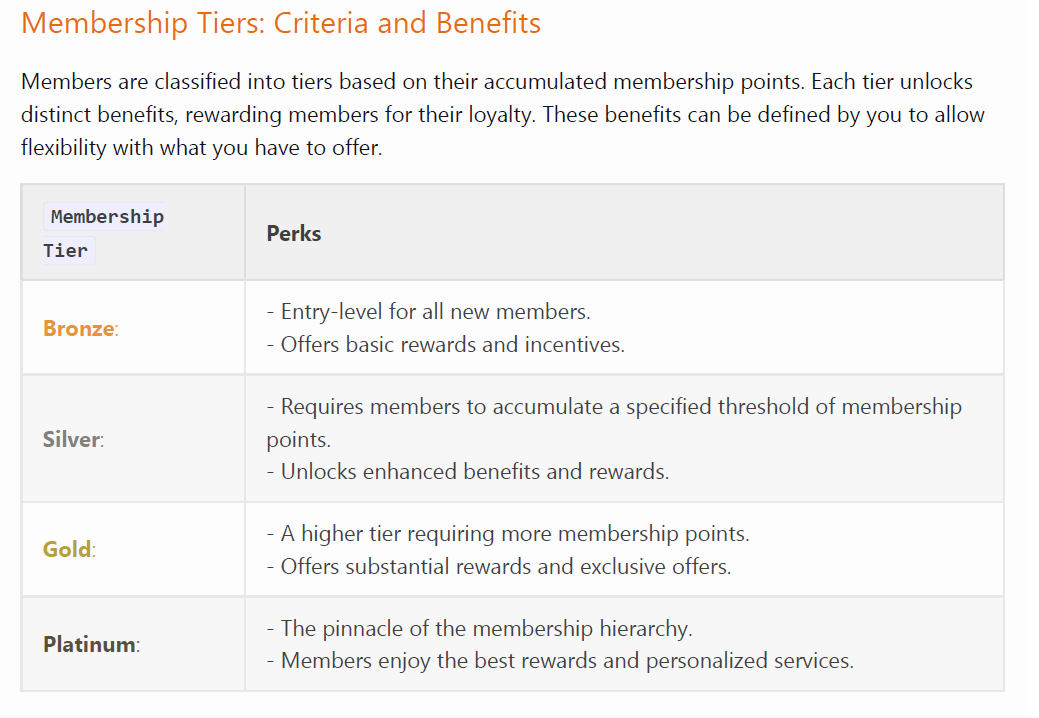 Membership Tiers: Criteria and Benefits
Members are classified into tiers based on their accumulated membership points. Each tier unlocks
distinct benefits, rewarding members for their loyalty. These benefits can be defined by you to allow
flexibility with what you have to offer.
Membership
Tier
Perks
Bronze:
- Entry-level for all new members.
- Offers basic rewards and incentives.
Silver:
- Requires members to accumulate a specified threshold of membership
points.
- Unlocks enhanced benefits and rewards.
Gold:
- A higher tier requiring more membership points.
- Offers substantial rewards and exclusive offers.
Platinum:
- The pinnacle of the membership hierarchy.
- Members enjoy the best rewards and personalized services.